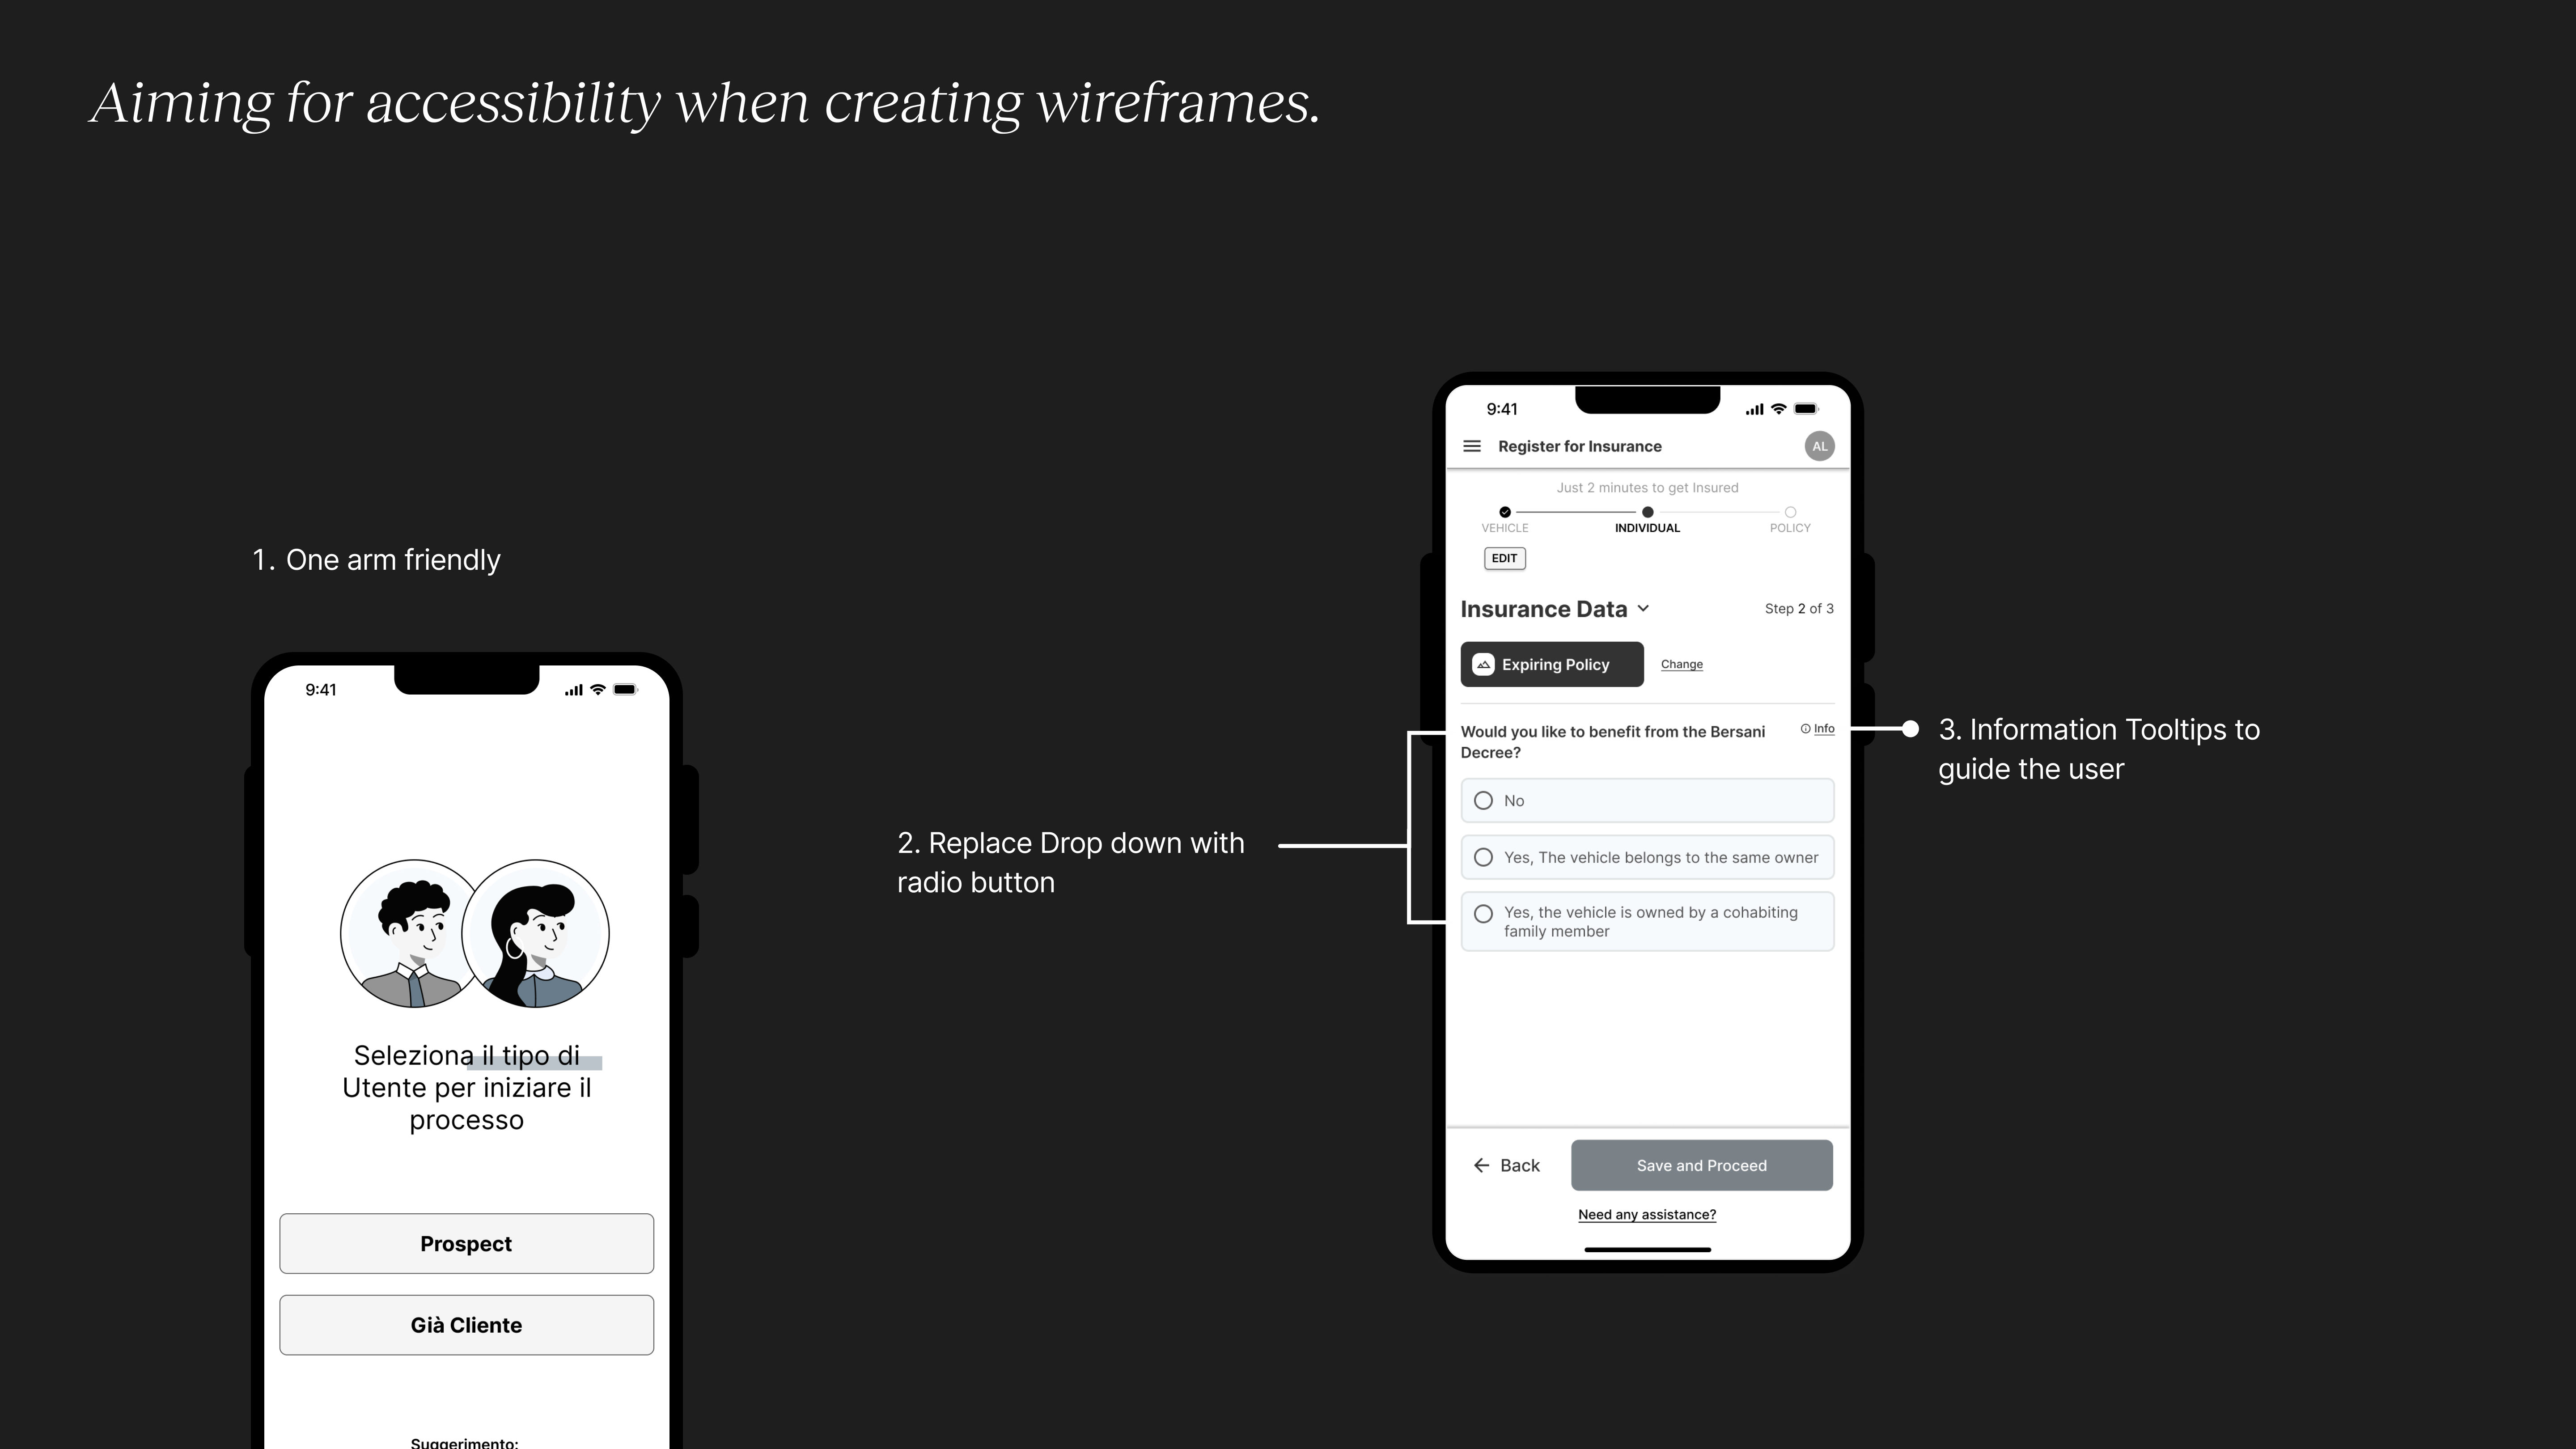 Aiming for accessibility when creating wireframes.
1. One arm friendly
9:41
Seleziona il tipo di
Utente per iniziare il
processo
Prospect
Già Cliente
Suggerimento:
2. Replace Drop down with
radio button
9:41
Register for Insurance
AL
Just 2 minutes to get Insured
VEHICLE
INDIVIDUAL
POLICY
EDIT
Insurance Data
Step 2 of 3
Expiring Policy
Change
Would you like to benefit from the Bersani
Decree?
Info
No
Yes, The vehicle belongs to the same owner
Yes, the vehicle is owned by a cohabiting
family member
Back
Save and Proceed
Need any assistance?
3. Information Tooltips to
guide the user